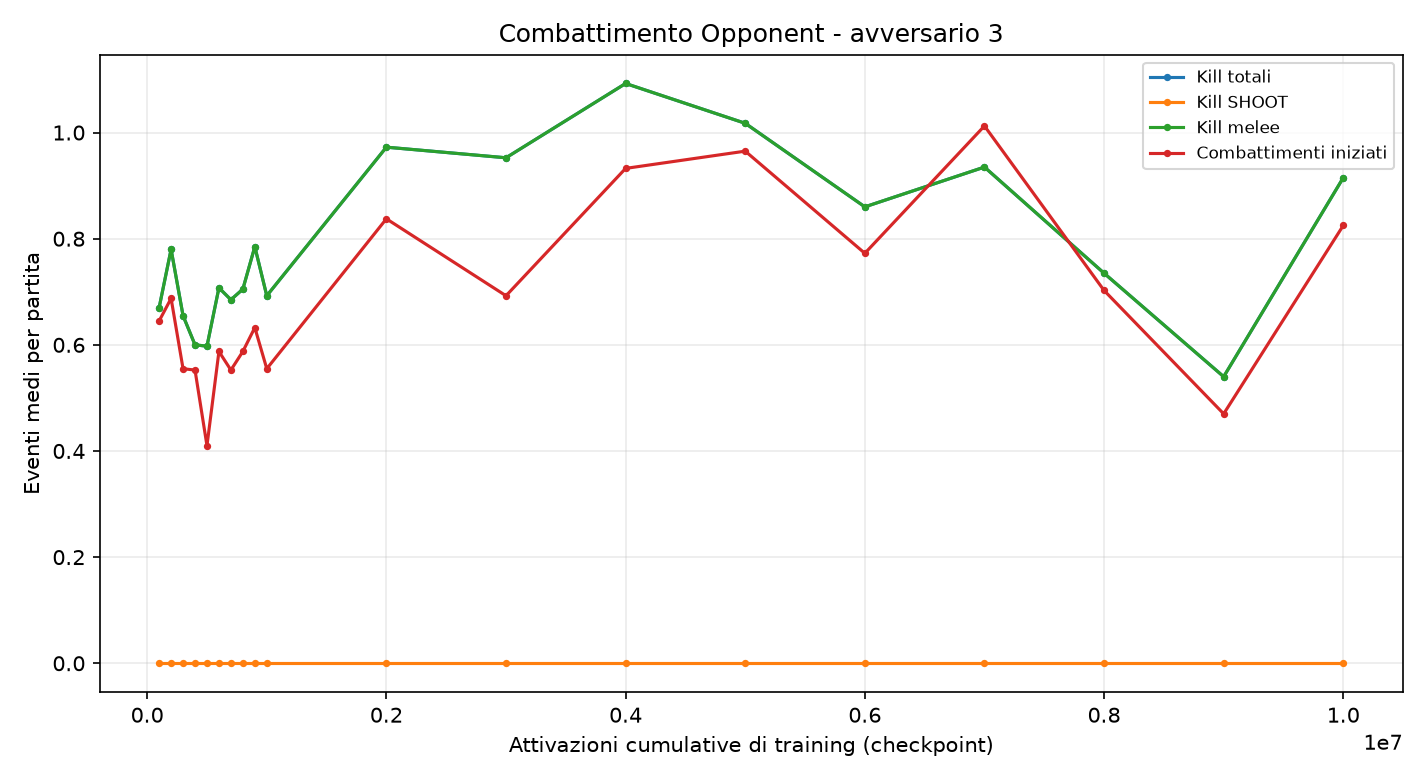 Combattimento Opponent - avversario 3
Kill totali
Kill SHOOT
Kill melee
Combattimenti iniziati
Eventi medi per partita
1.0
0.8
0.6
0.4
0.2
0.0
0.0
0.2
0.4
0.6
0.8
1.0
1e7
Attivazioni cumulative di training (checkpoint)